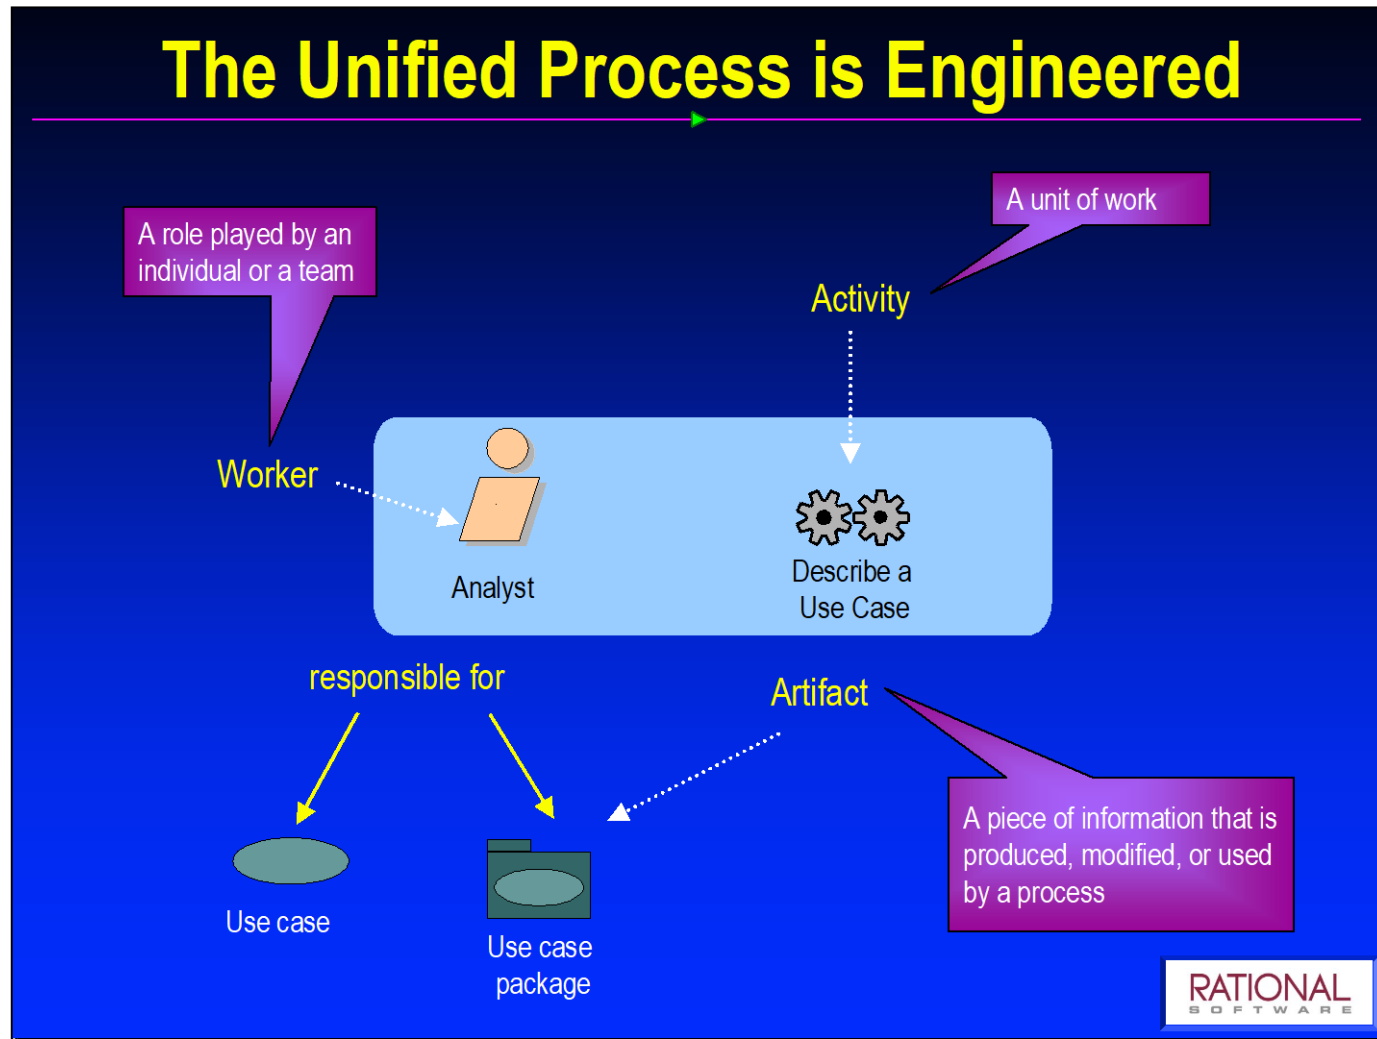 The Unified Process is Engineered
A unit of work
A role played by an
individual or a team
Activity
Worker
Analyst
Describe a
Use Case
responsible for
Artifact
A piece of information that is
produced, modified, or used
by a process
Use case
Use case
package
RATIONAL
SOFTWARE